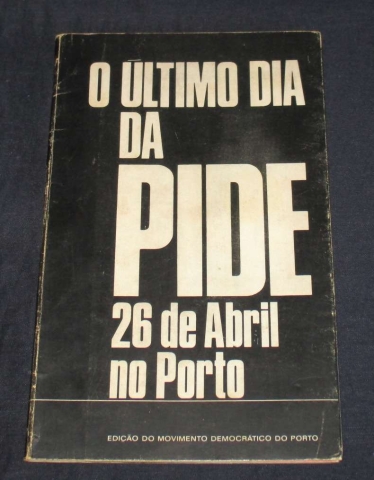 O ÚLTIMO DIA
DA
PIDE
26 de Abril
no Porto
EDIÇÃO DO MOVIMENTO DEMOCRÁTICO DO PORTO